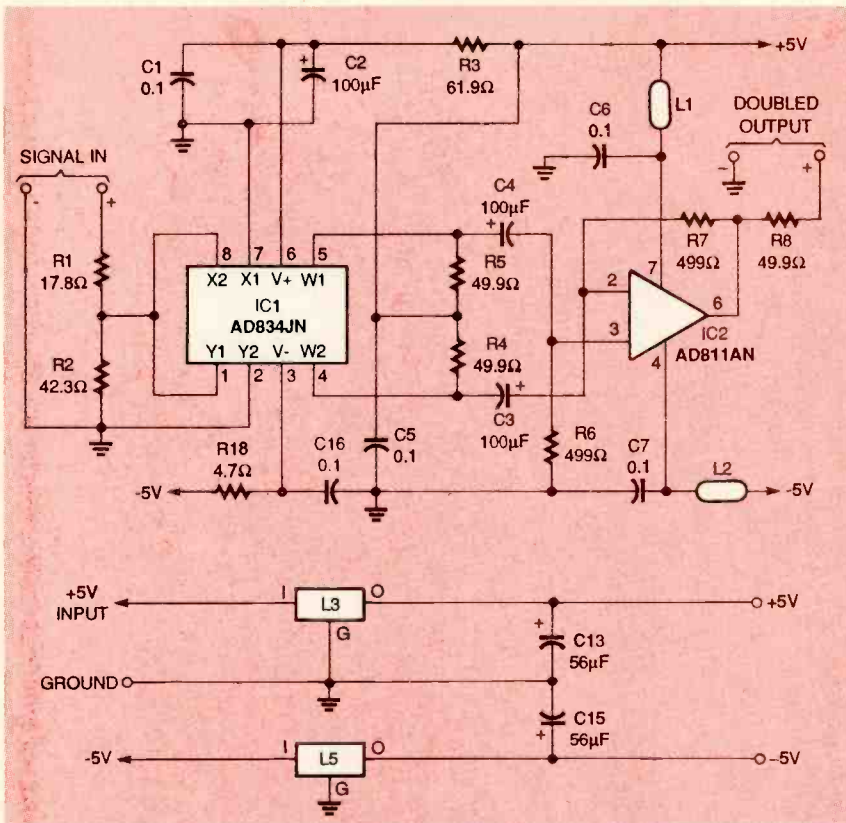 C1
0.1
C2
100µF
R3
61.9Ω
+5V
SIGNAL IN
-
+
R1
17.8Ω
R2
42.3Ω
8
7
6
5
X2
X1
V+
W1
IC1
AD834JN
Y1
Y2
V-
W2
1
2
3
4
C4
100µF
+
R5
49.9Ω
R4
49.9Ω
C3
100µF
+
C6
0.1
L1
DOUBLED
OUTPUT
-
+
R7
499Ω
R8
49.9Ω
2
3
7
6
4
IC2
AD811AN
R18
4.7Ω
-5V
C16
0.1
C5
0.1
R6
499Ω
C7
0.1
L2
-5V
+5V
INPUT
I
L3
O
G
+5V
+
C13
56µF
GROUND
C15
56µF
+
-5V
I
L5
O
G
-5V